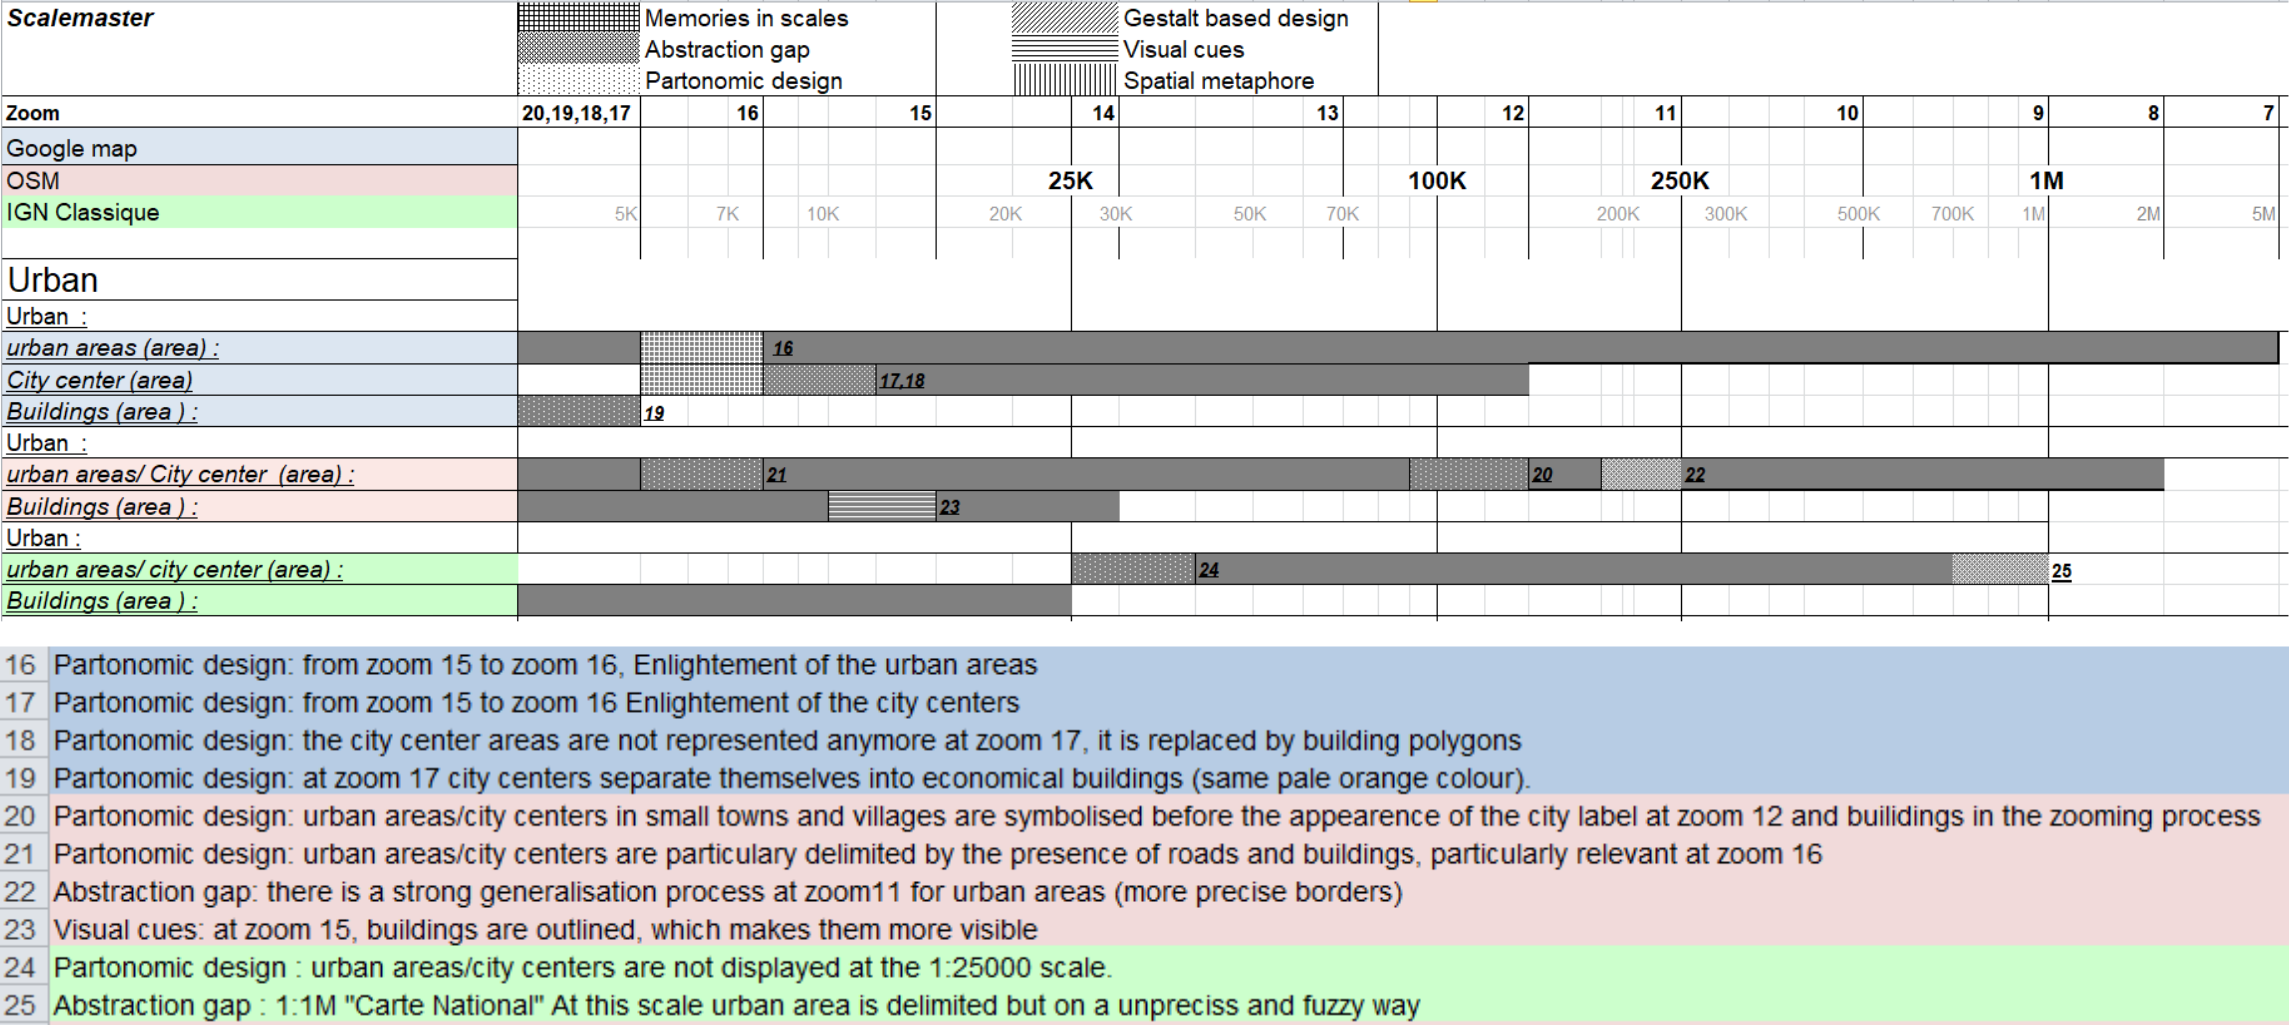 Scalemaster
Memories in scales
Gestalt based design
Abstraction gap
Visual cues
Partonomic design
Spatial metaphore
Zoom 20,19,18,17 16 15 14 13 12 11 10 9 8 7
Google map
OSM 25K 100K 250K 1M
IGN Classique 5K 7K 10K 20K 30K 50K 70K 200K 300K 500K 700K 1M 2M 5M
Urban
Urban :
urban areas (area) : 16
City center (area) 17,18
Buildings (area ) : 19
Urban :
urban areas/ City center (area) : 21 20 22
Buildings (area ) : 23
Urban :
urban areas/ city center (area) : 24 25
Buildings (area ) :
16 Partonomic design: from zoom 15 to zoom 16, Enlightement of the urban areas
17 Partonomic design: from zoom 15 to zoom 16 Enlightement of the city centers
18 Partonomic design: the city center areas are not represented anymore at zoom 17, it is replaced by building polygons
19 Partonomic design: at zoom 17 city centers separate themselves into economical buildings (same pale orange colour).
20 Partonomic design: urban areas/city centers in small towns and villages are symbolised before the appearence of the city label at zoom 12 and builidings in the zooming process
21 Partonomic design: urban areas/city centers are particulary delimited by the presence of roads and buildings, particularly relevant at zoom 16
22 Abstraction gap: there is a strong generalisation process at zoom11 for urban areas (more precise borders)
23 Visual cues: at zoom 15, buildings are outlined, which makes them more visible
24 Partonomic design : urban areas/city centers are not displayed at the 1:25000 scale.
25 Abstraction gap : 1:1M "Carte National" At this scale urban area is delimited but on a unpreciss and fuzzy way